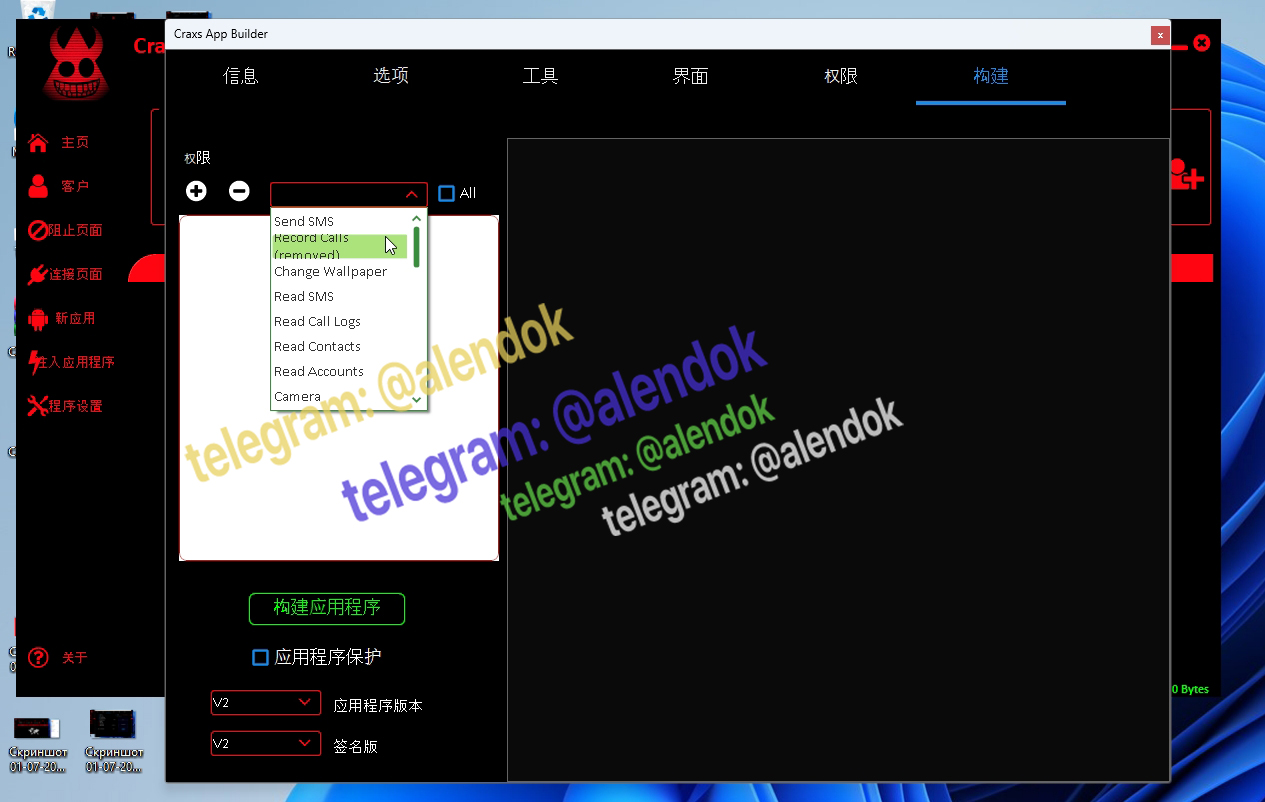 Craxs App Builder
x
Cra
信息
选项
工具
界面
权限
构建
主页
客户
阻止页面
连接页面
新应用
注入应用程序
程序设置
关于
权限
All
Send SMS
Record Calls
(removed)
Change Wallpaper
Read SMS
Read Call Logs
Read Contacts
Read Accounts
Camera
telegram: @alendok
telegram: @alendok
telegram: @alendok
telegram: @alendok
构建应用程序
应用程序保护
V2
应用程序版本
V2
签名版
0 Bytes
Скриншот
01-07-20...
Скриншот
01-07-20...